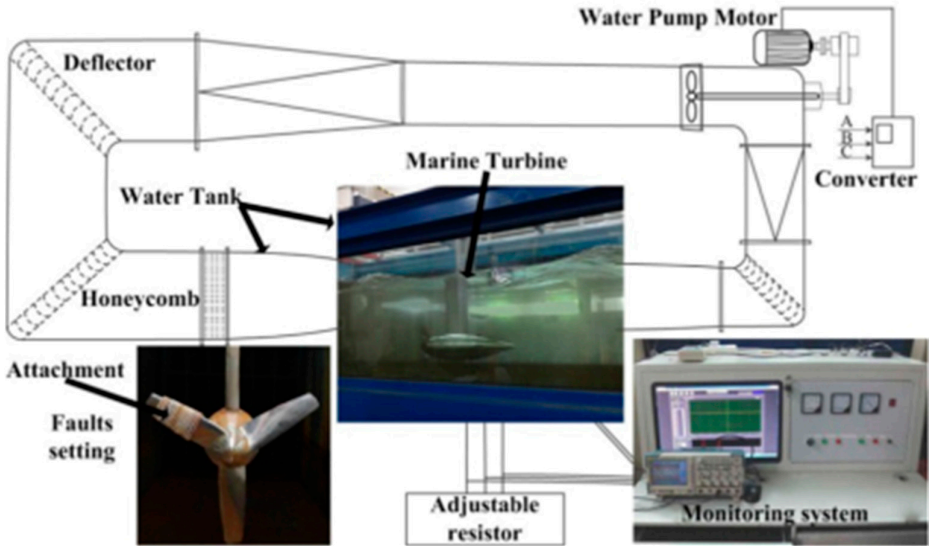 Water Pump Motor
Deflector
A
B
C
Converter
Marine Turbine
Water Tank
Honeycomb
Attachment
Faults
setting
Adjustable
resistor
Monitoring system